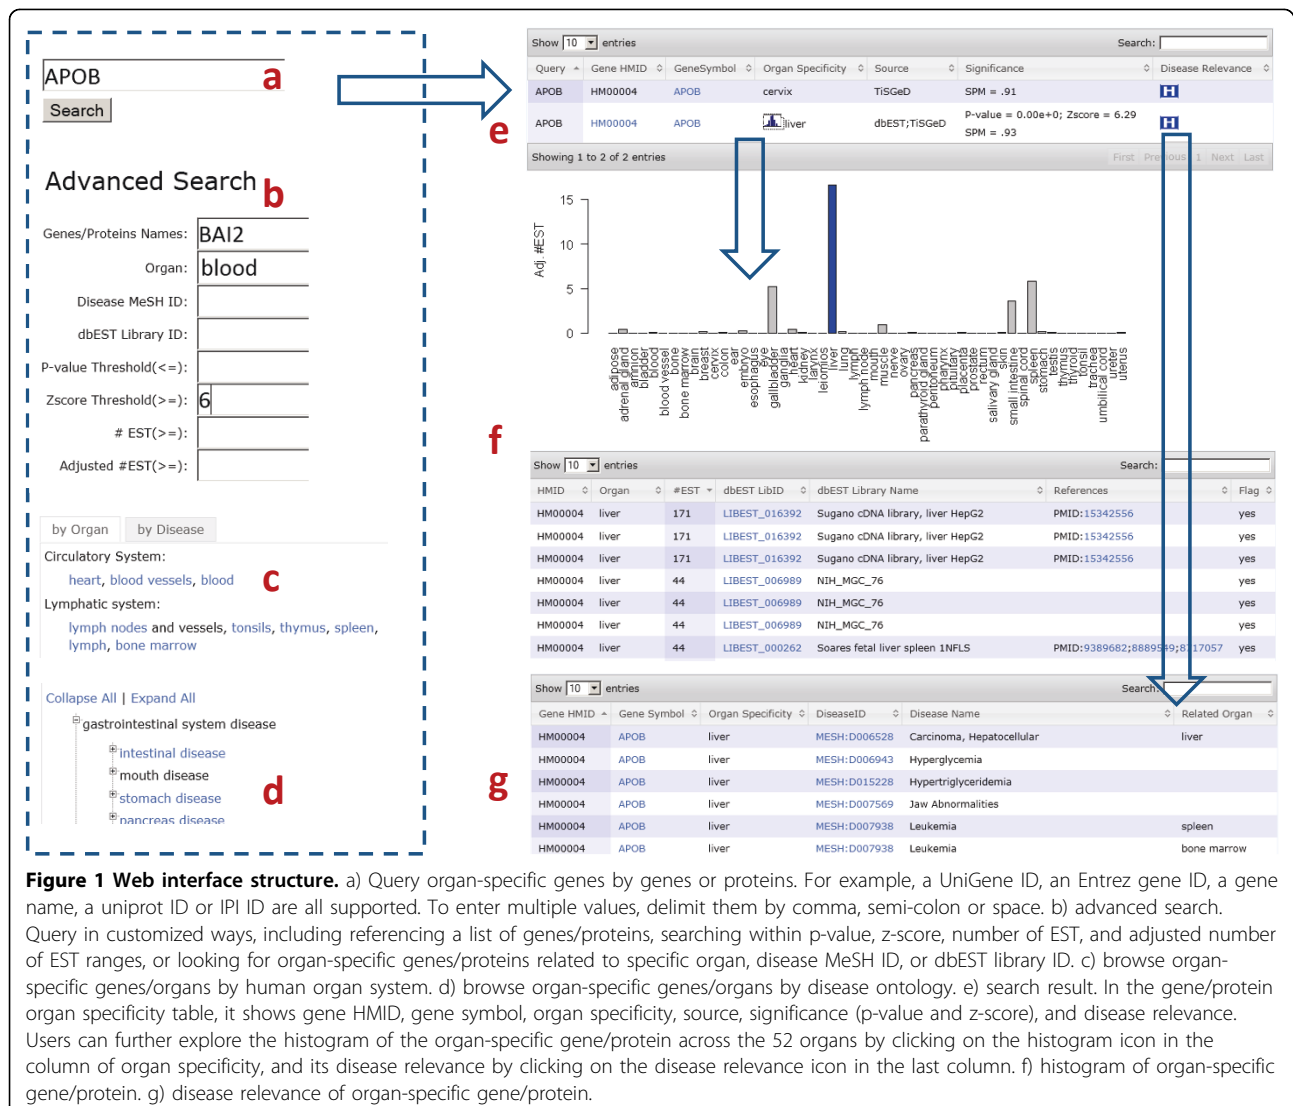 APOB
a
Search
Advanced Search
b
Genes/Proteins Names: BAI2
Organ: blood
Disease MeSH ID:
dbEST Library ID:
P-value Threshold(<=):
Zscore Threshold(>=): 6
# EST(>=):
Adjusted #EST(>=):
by Organ by Disease
Circulatory System:
heart, blood vessels, blood
c
Lymphatic system:
lymph nodes and vessels, tonsils, thymus, spleen,
lymph, bone marrow
Collapse All | Expand All
gastrointestinal system disease
intestinal disease
mouth disease
stomach disease
d
pancreas disease
Show 10 entries Search:
Query Gene HMID GeneSymbol Organ Specificity Source Significance Disease Relevance
APOB HM00004 APOB cervix TiSGeD SPM = .91 H
e
APOB HM00004 APOB liver dbEST;TiSGeD P-value = 0.00e+0; Zscore = 6.29 H
SPM = .93
Showing 1 to 2 of 2 entries First Previous 1 Next Last
Adj. #EST
15
10
5
0
adipose
adrenal gland
amnion
bladder
blood
blood vessel
bone
bone marrow
brain
breast
cervix
colon
ear
embryo
esophagus
eye
gallbladder
ganglia
heart
kidney
larynx
leiomios
liver
lung
lymph
lymph node
mouth
muscle
nerve
ovary
pancreas
parathyroid gland
peritoneum
pharynx
pituitary
placenta
prostate
rectum
salivary gland
skin
small intestine
spinal cord
spleen
stomach
testis
thymus
thyroid
tonsil
trachea
umbilical cord
ureter
uterus
f
Show 10 entries Search:
HMID Organ #EST dbEST LibID dbEST Library Name References Flag
HM00004 liver 171 LIBEST_016392 Sugano cDNA library, liver HepG2 PMID:15342556 yes
HM00004 liver 171 LIBEST_016392 Sugano cDNA library, liver HepG2 PMID:15342556 yes
HM00004 liver 171 LIBEST_016392 Sugano cDNA library, liver HepG2 PMID:15342556 yes
HM00004 liver 44 LIBEST_006989 NIH_MGC_76 yes
HM00004 liver 44 LIBEST_006989 NIH_MGC_76 yes
HM00004 liver 44 LIBEST_006989 NIH_MGC_76 yes
HM00004 liver 44 LIBEST_000262 Soares fetal liver spleen 1NFLS PMID:9389682;8889549;8717057 yes
Show 10 entries Search:
Gene HMID Gene Symbol Organ Specificity DiseaseID Disease Name Related Organ
HM00004 APOB liver MESH:D006528 Carcinoma, Hepatocellular liver
HM00004 APOB liver MESH:D006943 Hyperglycemia
g
HM00004 APOB liver MESH:D015228 Hypertriglyceridemia
HM00004 APOB liver MESH:D007569 Jaw Abnormalities
HM00004 APOB liver MESH:D007938 Leukemia spleen
HM00004 APOB liver MESH:D007938 Leukemia bone marrow
Figure 1 Web interface structure. a) Query organ-specific genes by genes or proteins. For example, a UniGene ID, an Entrez gene ID, a gene
name, a uniprot ID or IPI ID are all supported. To enter multiple values, delimit them by comma, semi-colon or space. b) advanced search.
Query in customized ways, including referencing a list of genes/proteins, searching within p-value, z-score, number of EST, and adjusted number
of EST ranges, or looking for organ-specific genes/proteins related to specific organ, disease MeSH ID, or dbEST library ID. c) browse organ-
specific genes/organs by human organ system. d) browse organ-specific genes/organs by disease ontology. e) search result. In the gene/protein
organ specificity table, it shows gene HMID, gene symbol, organ specificity, source, significance (p-value and z-score), and disease relevance.
Users can further explore the histogram of the organ-specific gene/protein across the 52 organs by clicking on the histogram icon in the
column of organ specificity, and its disease relevance by clicking on the disease relevance icon in the last column. f) histogram of organ-specific
gene/protein. g) disease relevance of organ-specific gene/protein.